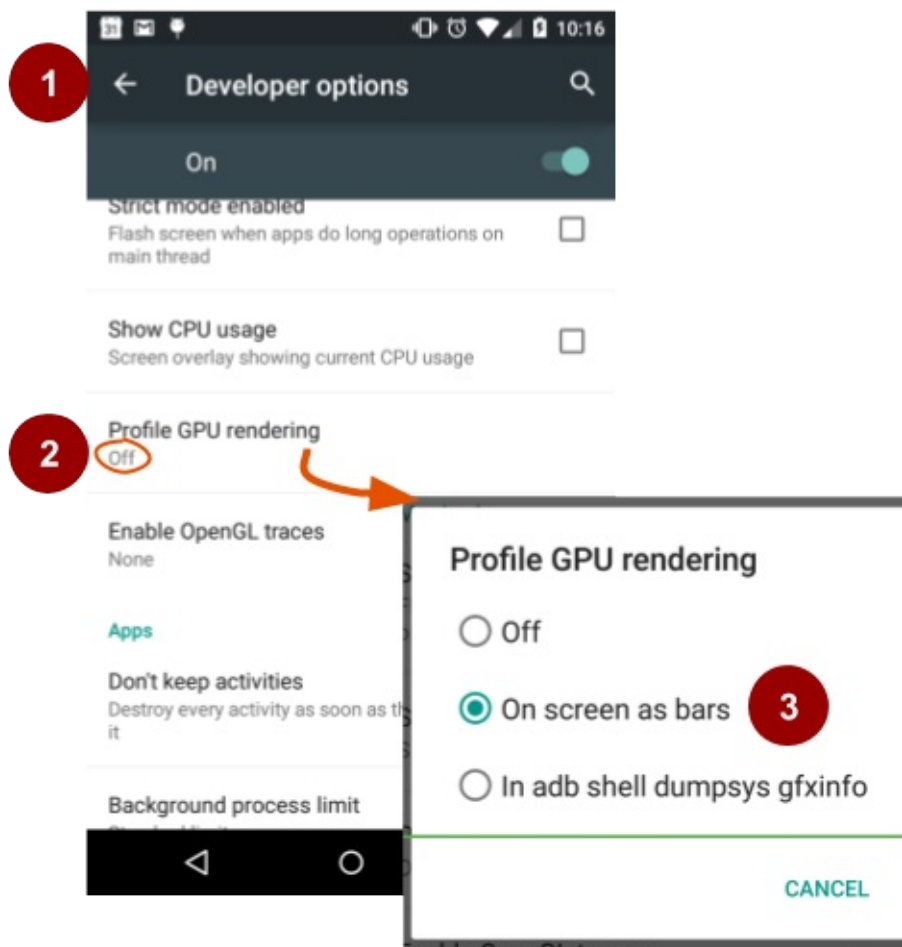 31
10:16
1
Developer options
On
Strict mode enabled
Flash screen when apps do long operations on
main thread
Show CPU usage
Screen overlay showing current CPU usage
2
Profile GPU rendering
Off
Enable OpenGL traces
None
Apps
Don't keep activities
Destroy every activity as soon as
it
Background process limit
Profile GPU rendering
Off
On screen as bars
3
In adb shell dumpsys gfxinfo
CANCEL